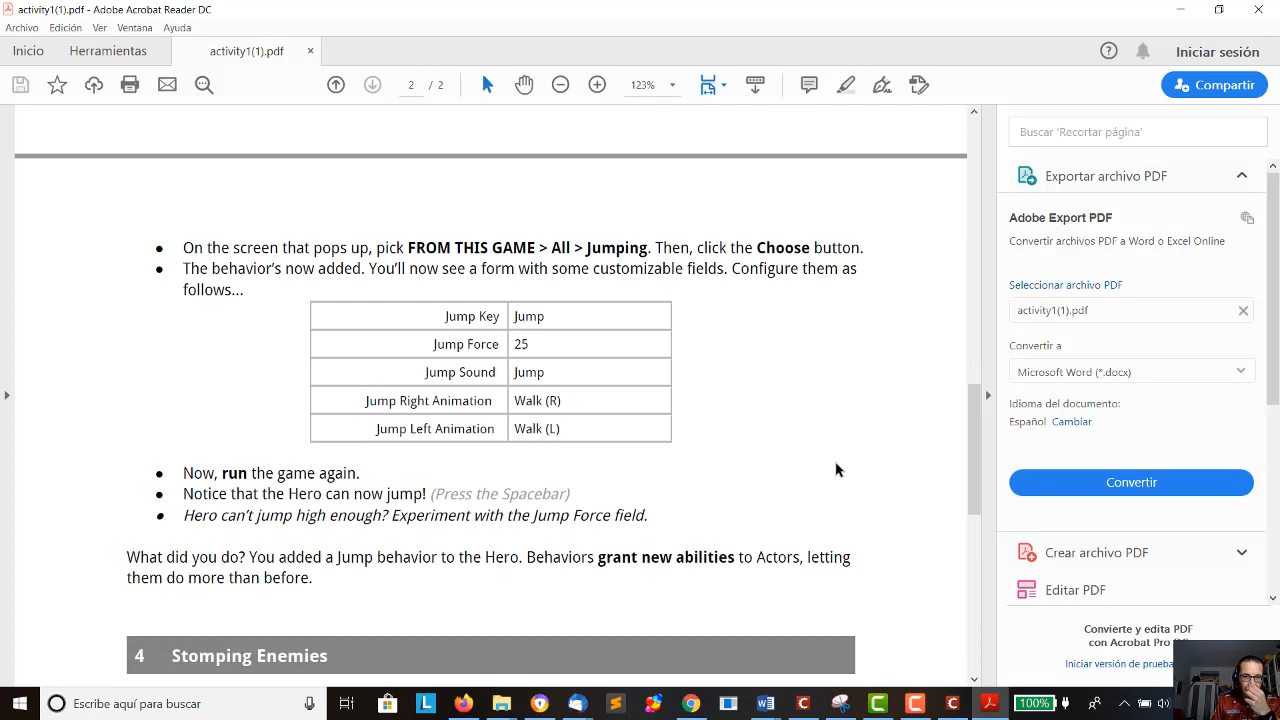 activity1(1).pdf - Adobe Acrobat Reader DC
Archivo Edición Ver Ventana Ayuda
Inicio Herramientas activity1(1).pdf × Iniciar sesión
2 / 2 123% Compartir
Buscar 'Recortar página'
Exportar archivo PDF
Adobe Export PDF
Convertir archivos PDF a Word o Excel Online
Seleccionar archivo PDF
activity1(1).pdf
Convertir a
Microsoft Word (*.docx)
Idioma del documento:
Español Cambiar
Convertir
Crear archivo PDF
Editar PDF
Convierte y edita PDF
con Acrobat Pro
Iniciar versión de prueba
• On the screen that pops up, pick FROM THIS GAME > All > Jumping. Then, click the Choose button.
• The behavior's now added. You'll now see a form with some customizable fields. Configure them as
follows...
Jump Key Jump
Jump Force 25
Jump Sound Jump
Jump Right Animation Walk (R)
Jump Left Animation Walk (L)
• Now, run the game again.
• Notice that the Hero can now jump! (Press the Spacebar)
• Hero can't jump high enough? Experiment with the Jump Force field.
What did you do? You added a Jump behavior to the Hero. Behaviors grant new abilities to Actors, letting
them do more than before.
4 Stomping Enemies
Escribe aquí para buscar
100%